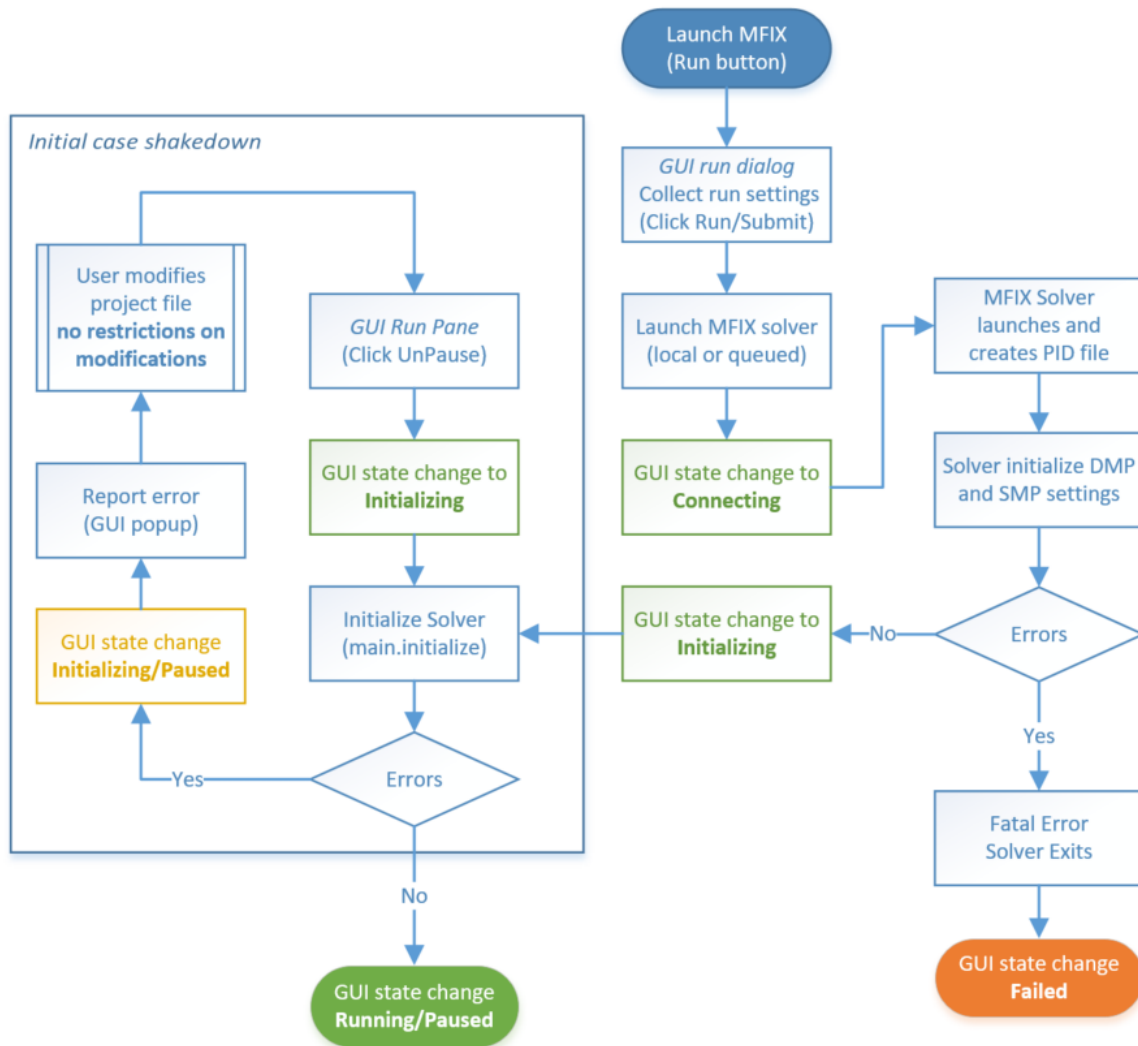 Launch MFIX
(Run button)
Initial case shakedown
GUI run dialog
Collect run settings
(Click Run/Submit)
User modifies
project file
no restrictions on
modifications
GUI Run Pane
(Click UnPause)
Launch MFIX solver
(local or queued)
MFIX Solver
launches and
creates PID file
Report error
(GUI popup)
GUI state change to
Initializing
GUI state change to
Connecting
Solver initialize DMP
and SMP settings
GUI state change
Initializing/Paused
Initialize Solver
(main.initialize)
GUI state change to
Initializing
No
Errors
Yes
Errors
Yes
Fatal Error
Solver Exits
No
GUI state change
Running/Paused
GUI state change
Failed